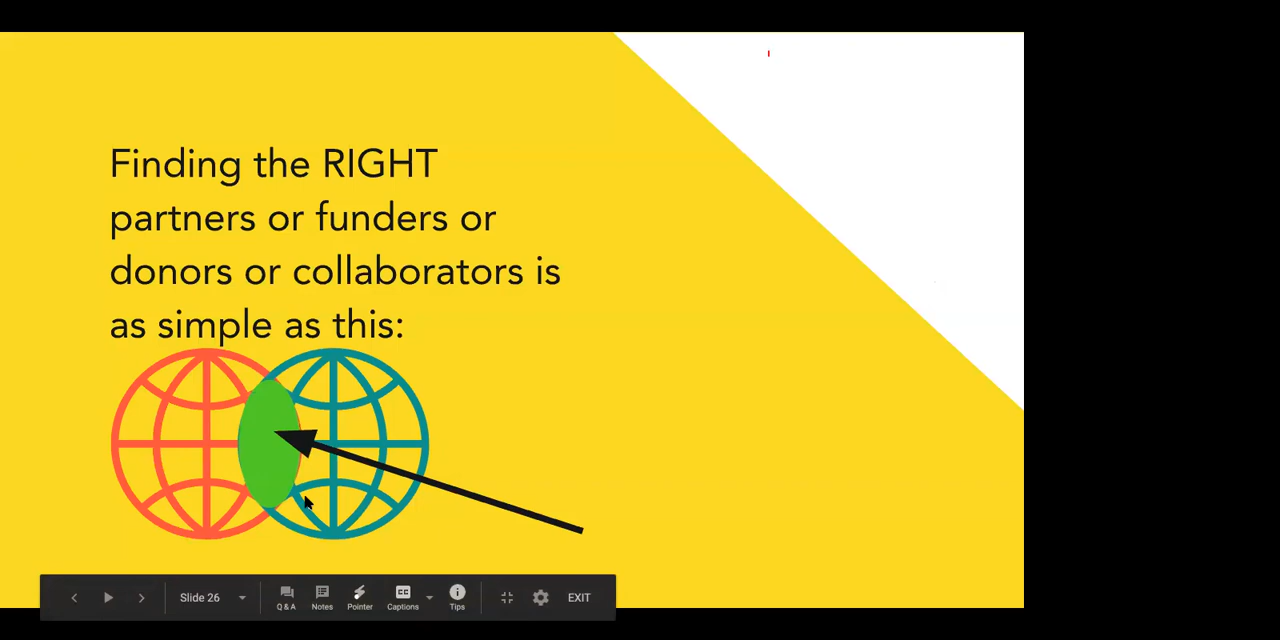 Finding the RIGHT
partners or funders or
donors or collaborators is
as simple as this:
Slide 26
Q & A
Notes
Pointer
CC
Captions
Tips
EXIT